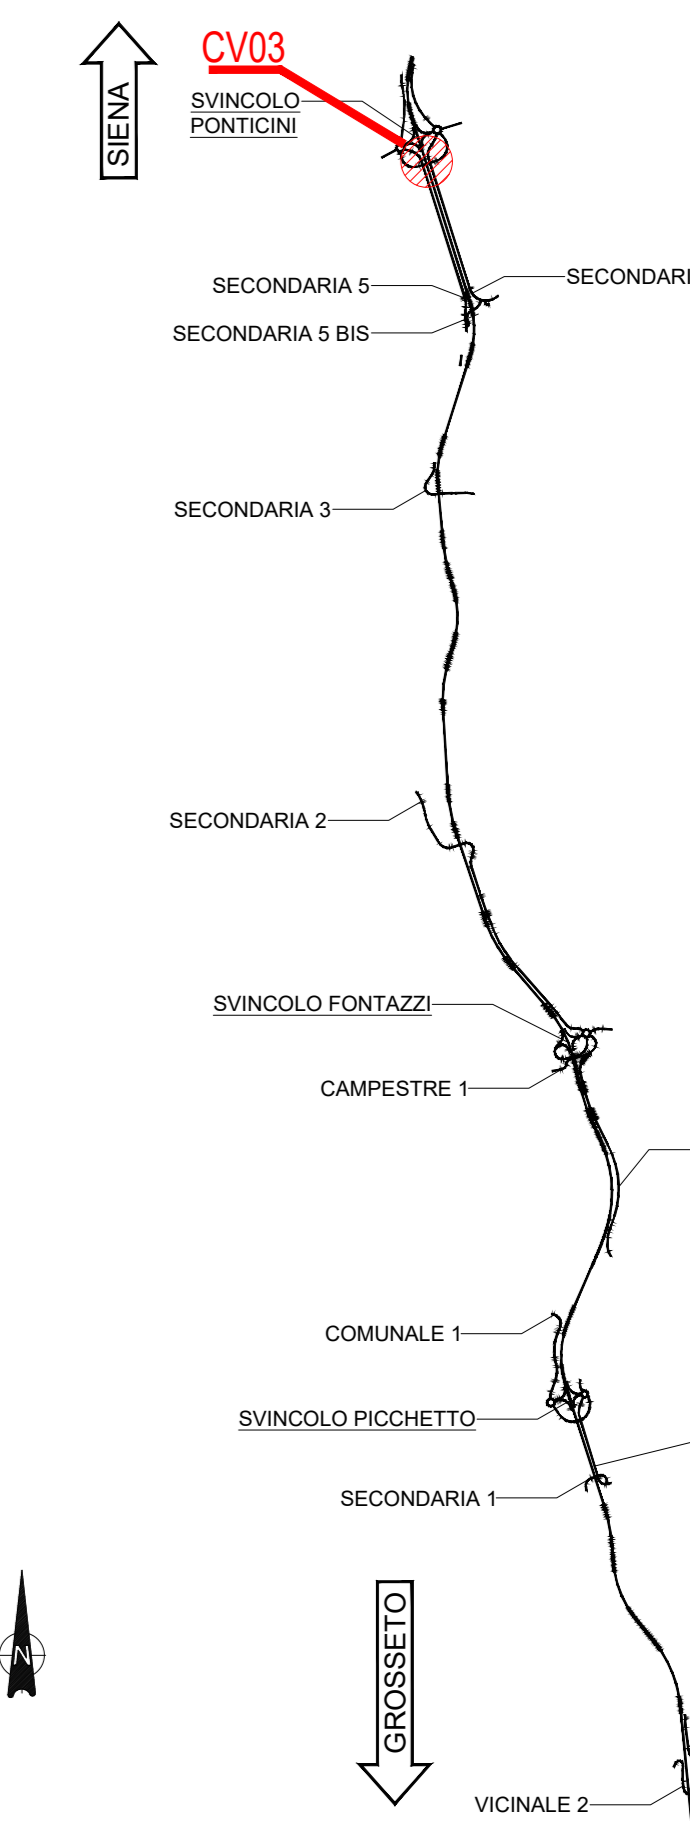 CV03
SIENA
SVINCOLO
PONTICINI
SECONDARIA 5
SECONDARI
SECONDARIA 5 BIS
SECONDARIA 3
SECONDARIA 2
SVINCOLO FONTAZZI
CAMPESTRE 1
COMUNALE 1
SVINCOLO PICCHETTO
SECONDARIA 1
GROSSETO
N
VICINALE 2